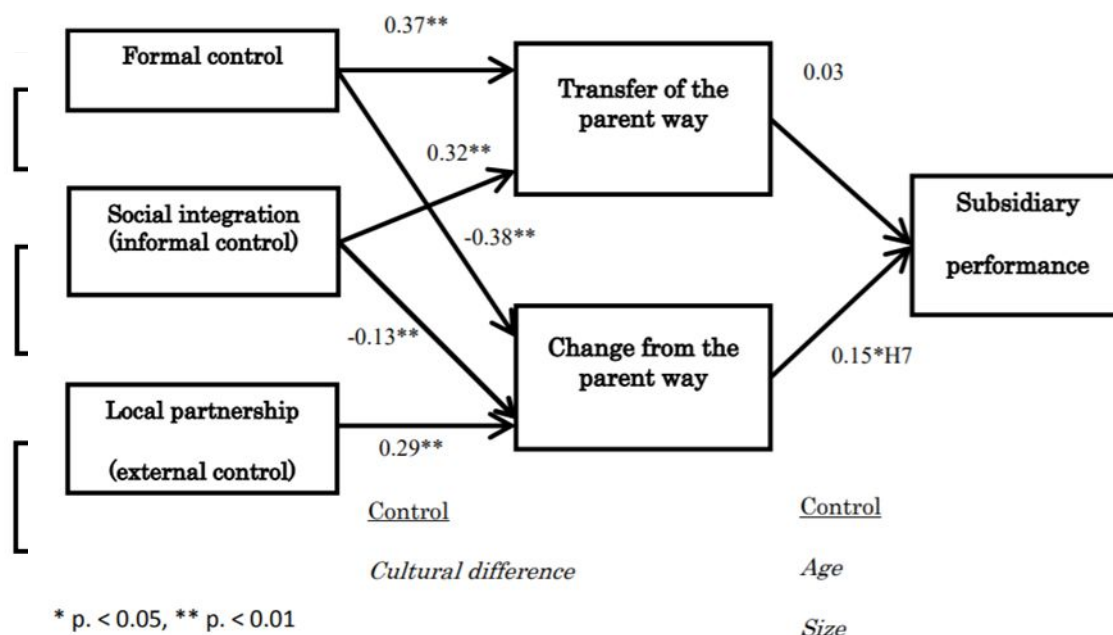 0.37**
Formal control
Transfer of the
parent way
0.03
0.32**
Social integration
(informal control)
-0.38**
Subsidiary
performance
-0.13**
Change from the
parent way
0.15*H7
Local partnership
(external control)
0.29**
Control
Cultural difference
Control
Age
Size
* p. < 0.05, ** p. < 0.01